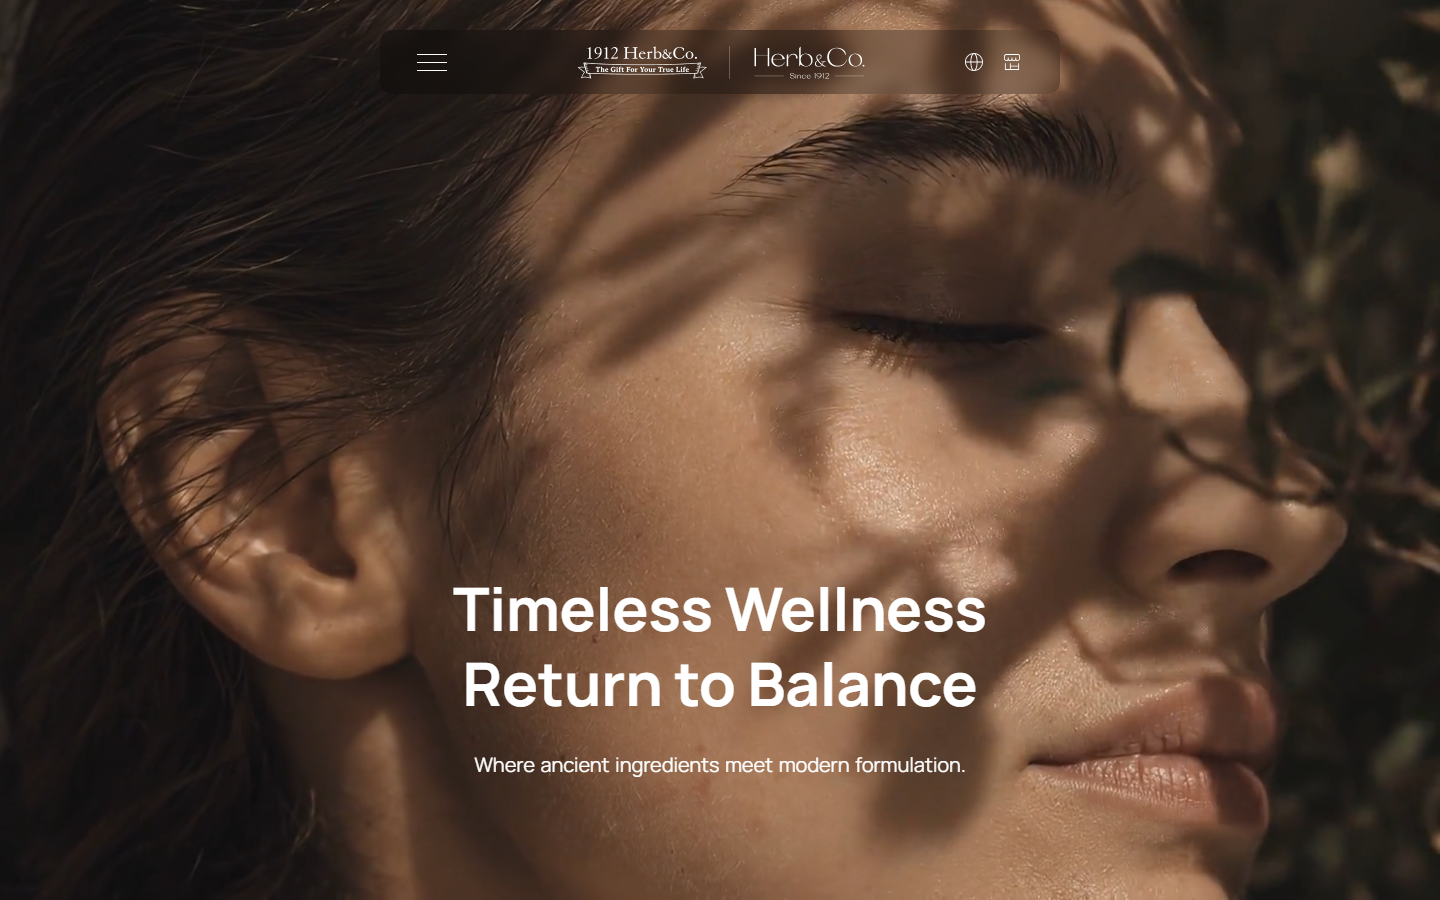 1912 Herb&Co.
The Gift For Your True Life
Herb&Co.
Since 1912
Timeless Wellness
Return to Balance
Where ancient ingredients meet modern formulation.